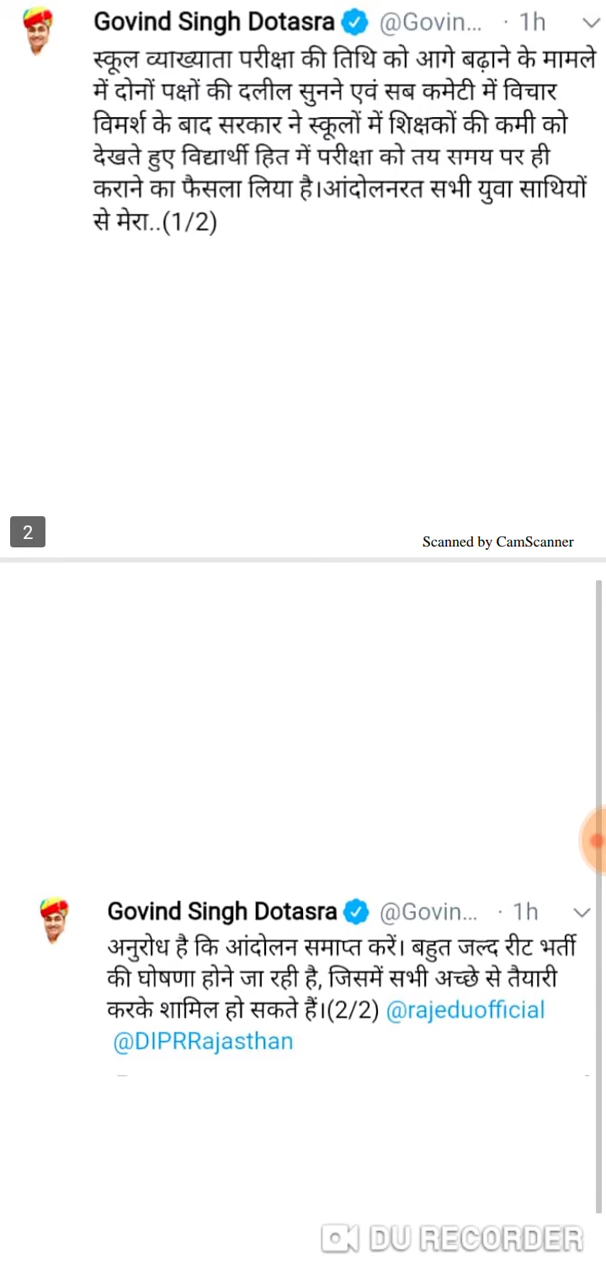 Govind Singh Dotasra @Govin... · 1h
स्कूल व्याख्याता परीक्षा की तिथि को आगे बढ़ाने के मामले
में दोनों पक्षों की दलील सुनने एवं सब कमेटी में विचार
विमर्श के बाद सरकार ने स्कूलों में शिक्षकों की कमी को
देखते हुए विद्यार्थी हित में परीक्षा को तय समय पर ही
कराने का फैसला लिया है।आंदोलनरत सभी युवा साथियों
से मेरा..(1/2)
2
Scanned by CamScanner
Govind Singh Dotasra @Govin... · 1h
अनुरोध है कि आंदोलन समाप्त करें। बहुत जल्द रीट भर्ती
की घोषणा होने जा रही है, जिसमें सभी अच्छे से तैयारी
करके शामिल हो सकते हैं।(2/2) @rajeduofficial
@DIPRRajasthan
DU RECORDER